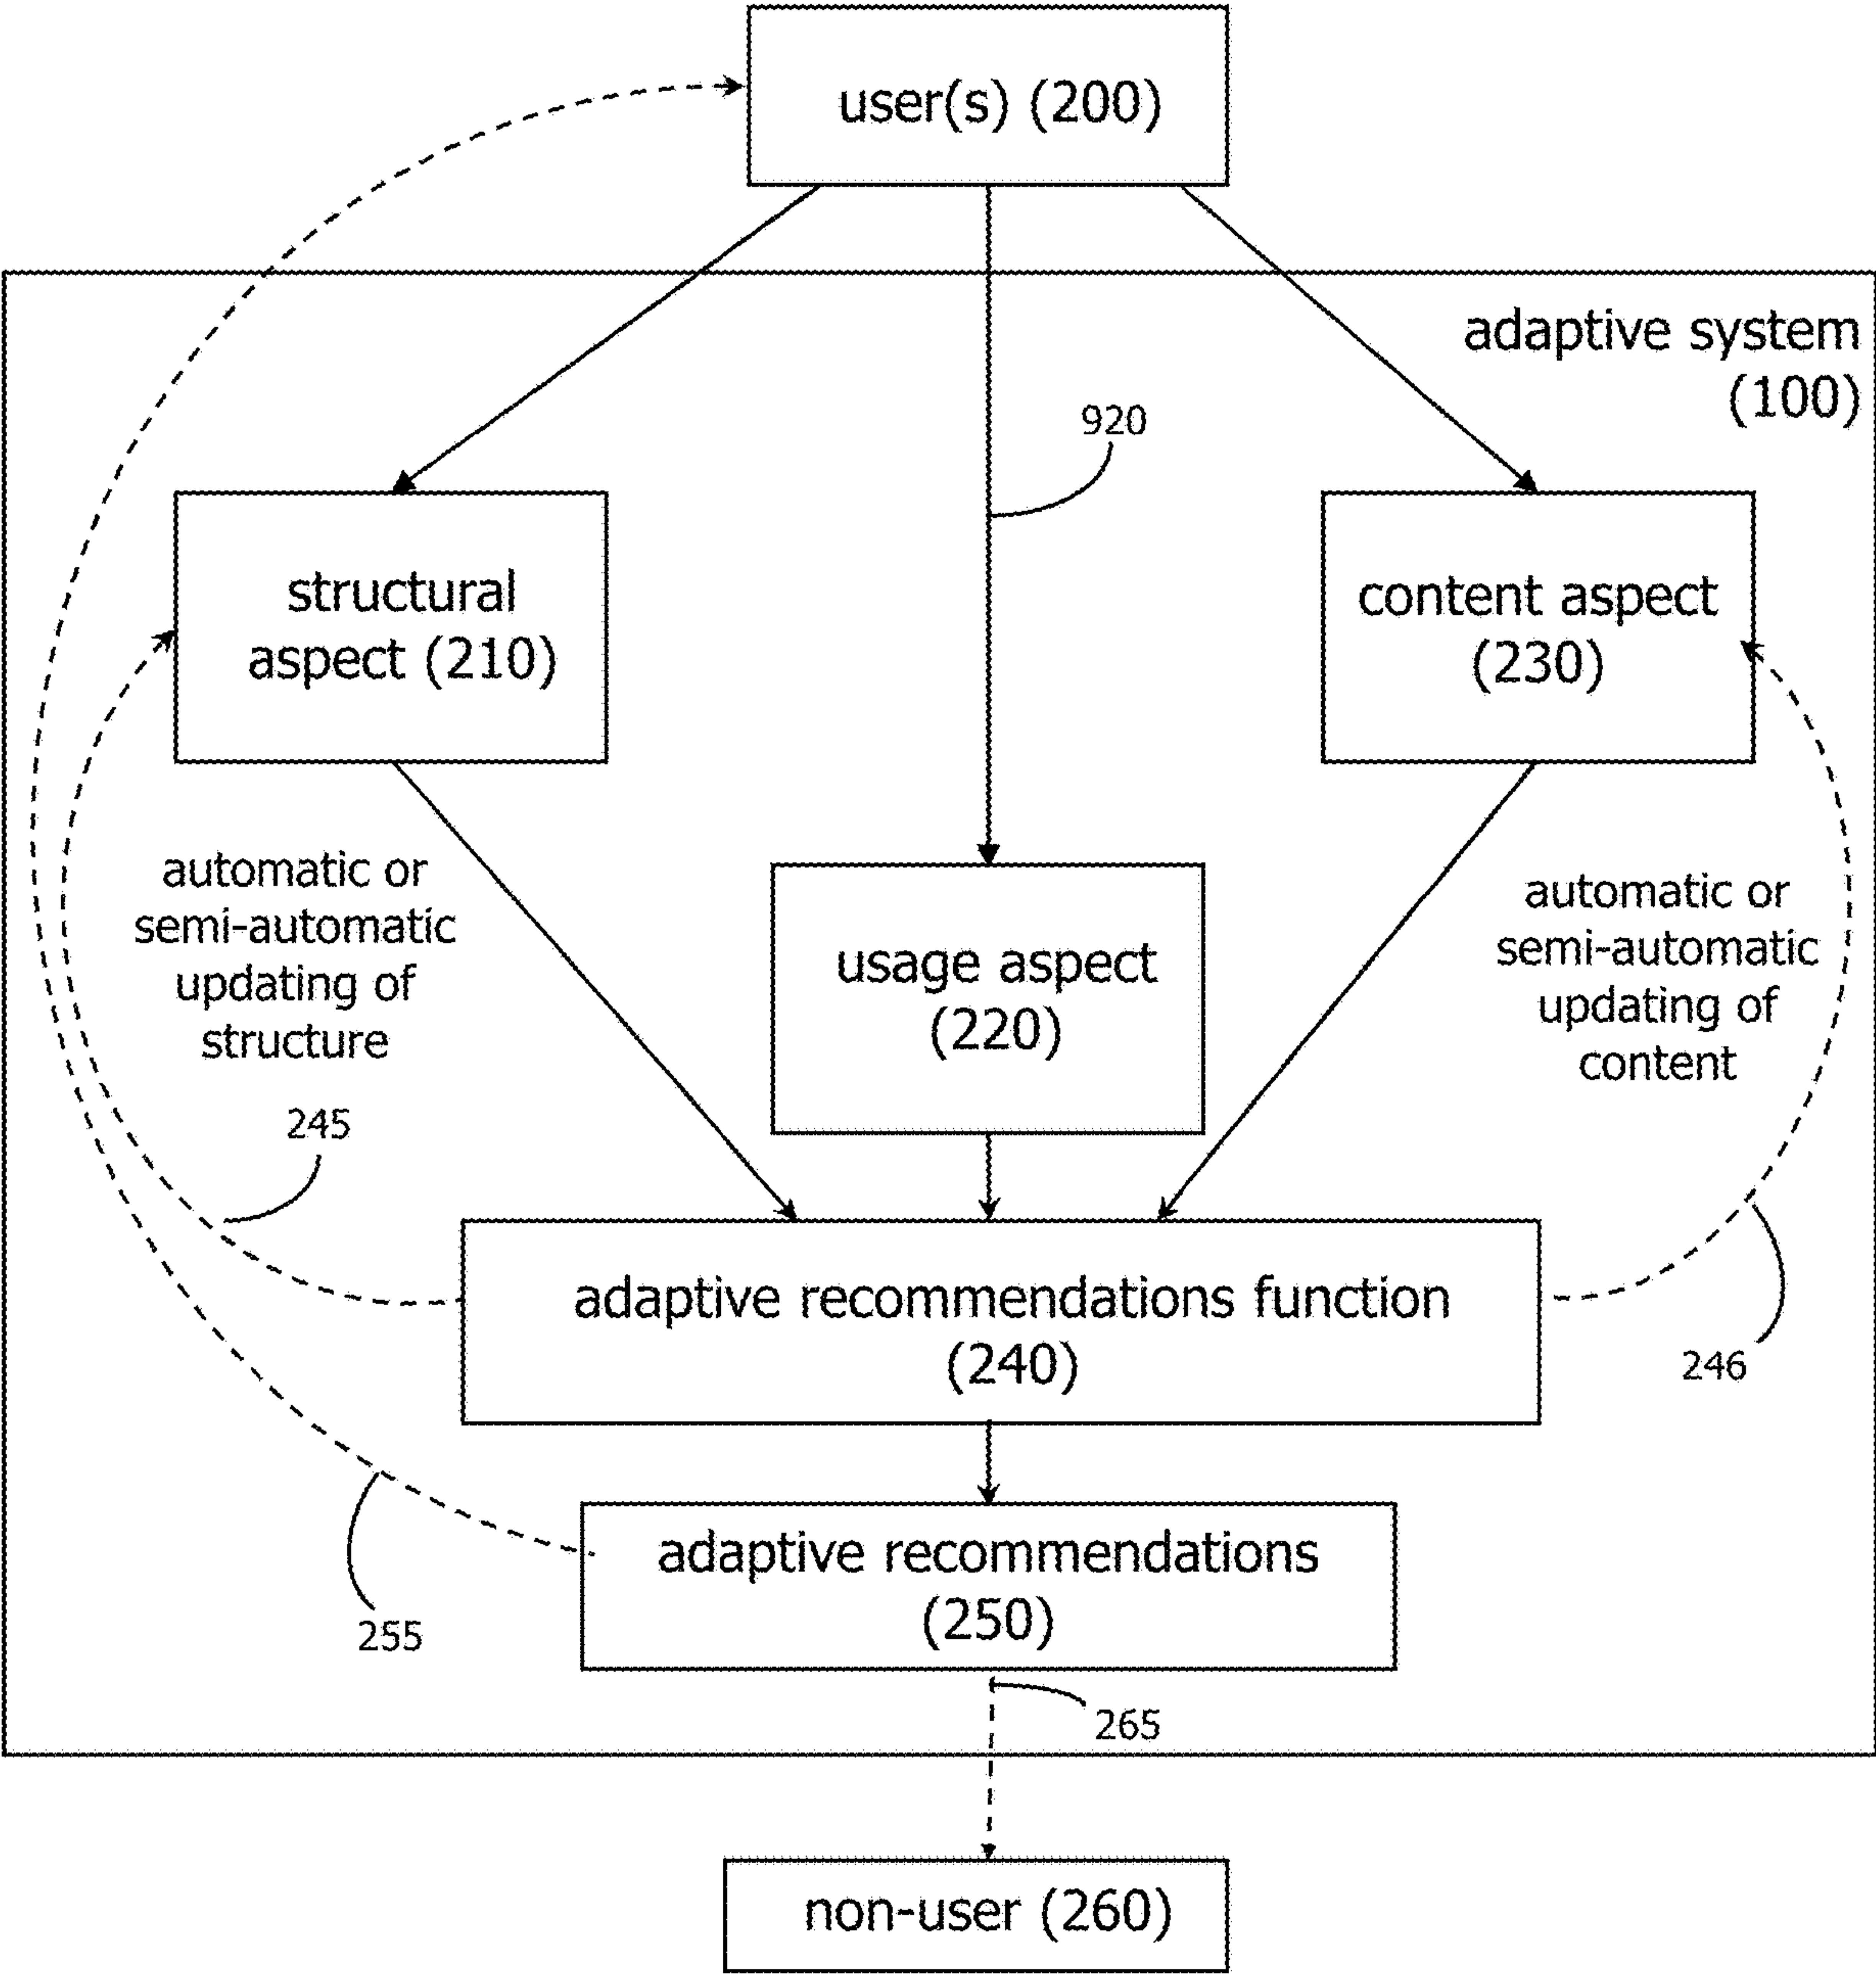 user(s) (200)
adaptive system
(100)
920
structural
aspect (210)
content aspect
(230)
automatic or
semi-automatic
updating of
structure
usage aspect
(220)
automatic or
semi-automatic
updating of
content
245
adaptive recommendations function
(240)
246
adaptive recommendations
(250)
255
265
non-user (260)